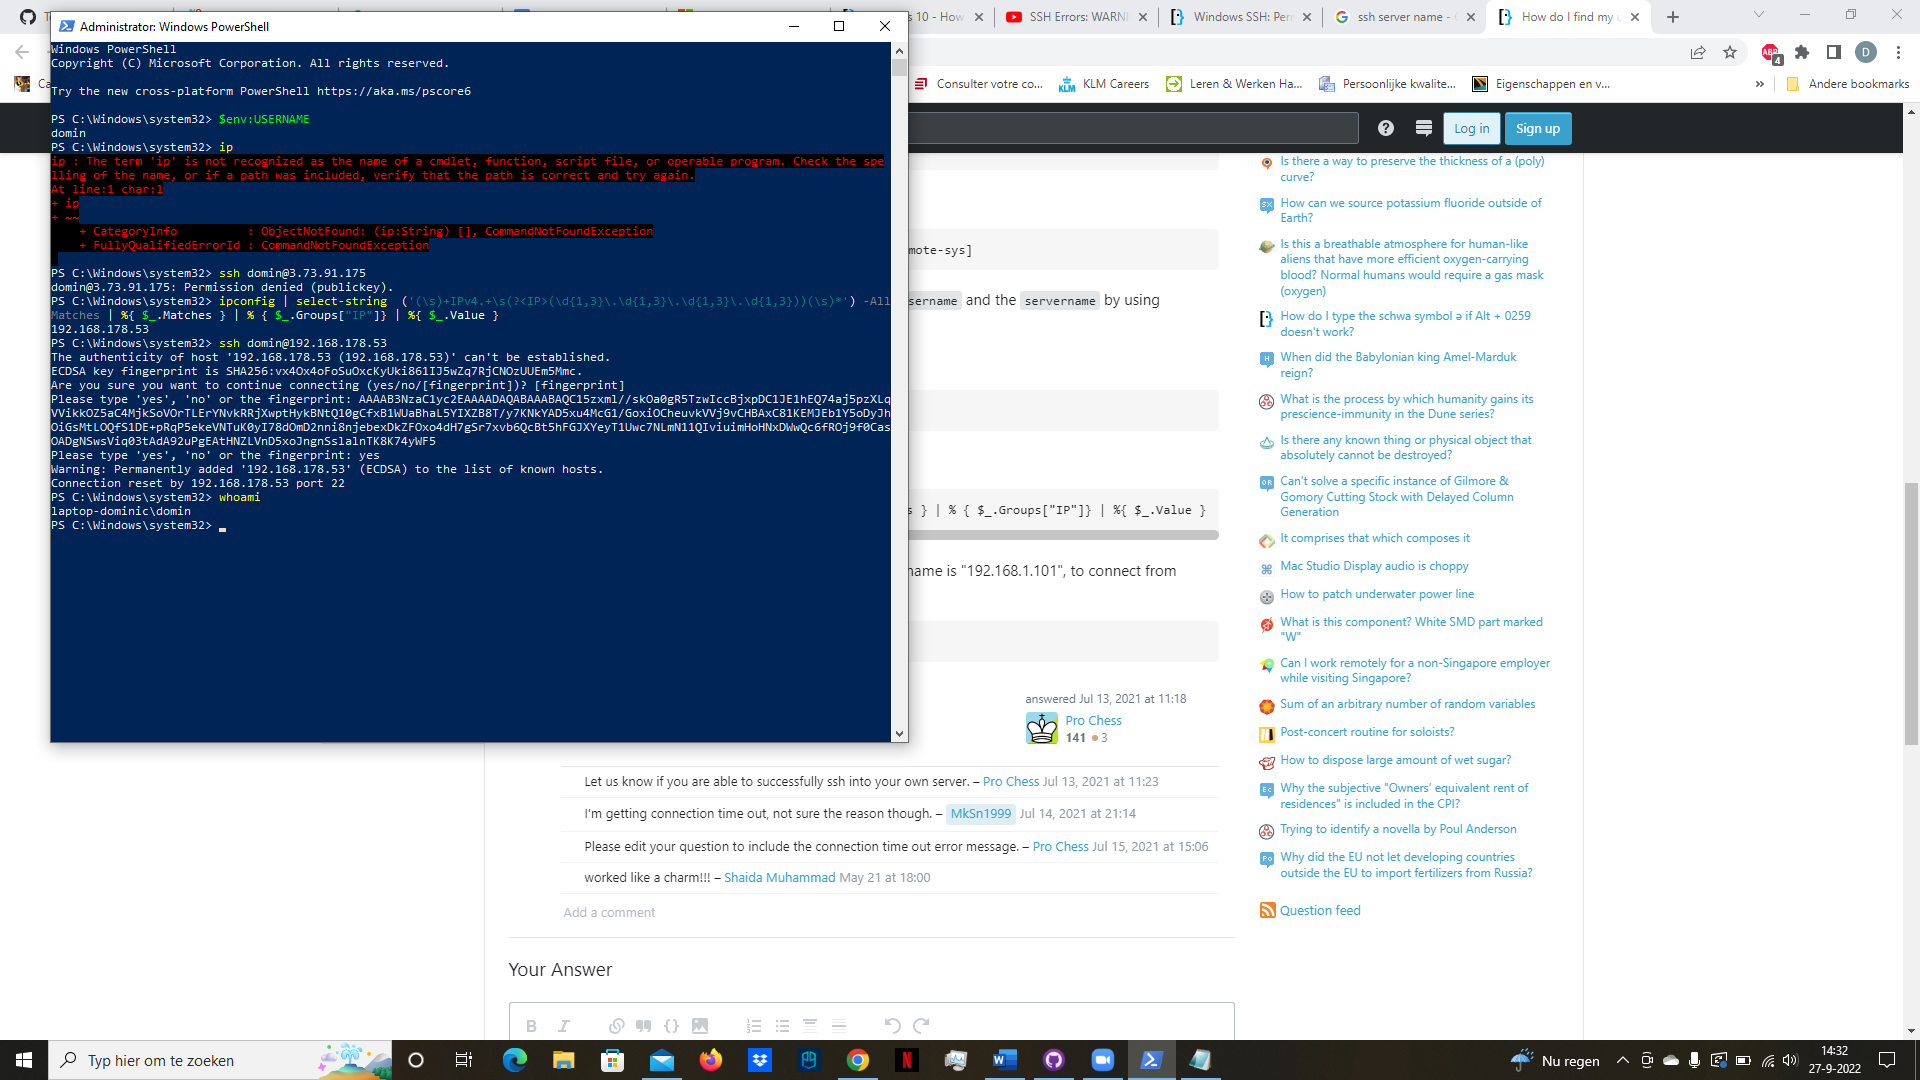 Administrator: Windows PowerShell
Windows PowerShell
Copyright (C) Microsoft Corporation. All rights reserved.
Try the new cross-platform PowerShell https://aka.ms/pscore6
PS C:\Windows\system32> $env:USERNAME
domin
PS C:\Windows\system32> ip
ip : The term 'ip' is not recognized as the name of a cmdlet, function, script file, or operable program. Check the spe
lling of the name, or if a path was included, verify that the path is correct and try again.
At line:1 char:1
+ ip
+ ~~
+ CategoryInfo : ObjectNotFound: (ip:String) [], CommandNotFoundException
+ FullyQualifiedErrorId : CommandNotFoundException
PS C:\Windows\system32> ssh domin@3.73.91.175
domin@3.73.91.175: Permission denied (publickey).
PS C:\Windows\system32> ipconfig | select-string ('(\s)+IPv4.+\s(?<IP>(\d{1,3}\.\d{1,3}\.\d{1,3}\.\d{1,3}))(\s)*') -All
Matches | %{ $_.Matches } | % { $_.Groups["IP"]} | %{ $_.Value }
192.168.178.53
PS C:\Windows\system32> ssh domin@192.168.178.53
The authenticity of host '192.168.178.53 (192.168.178.53)' can't be established.
ECDSA key fingerprint is SHA256:vx4Ox4oFoSuOxcKyUki861IJ5wZq7RjCNOzUUEm5Mmc.
Are you sure you want to continue connecting (yes/no/[fingerprint])? [fingerprint]
Please type 'yes', 'no' or the fingerprint:
Please type 'yes', 'no' or the fingerprint: yes
Warning: Permanently added '192.168.178.53' (ECDSA) to the list of known hosts.
Connection reset by 192.168.178.53 port 22
PS C:\Windows\system32> whoami
laptop-dominic\domin
PS C:\Windows\system32>
10 - How
SSH Errors: WARN
Windows SSH: Per
ssh server name -
How do I find my
4
D
Consulter votre co...
KLM Careers
Leren & Werken Ha...
Persoonlijke kwalite...
Eigenschappen en v...
»
Andere bookmarks
Log in
Sign up
mote-sys]
sername and the servername by using
s } | % { $_.Groups["IP"]} | %{ $_.Value }
name is "192.168.1.101", to connect from
answered Jul 13, 2021 at 11:18
Pro Chess
141 ● 3
Let us know if you are able to successfully ssh into your own server. – Pro Chess Jul 13, 2021 at 11:23
I'm getting connection time out, not sure the reason though. – MkSn1999 Jul 14, 2021 at 21:14
Please edit your question to include the connection time out error message. – Pro Chess Jul 15, 2021 at 15:06
worked like a charm!!! – Shaida Muhammad May 21 at 18:00
Add a comment
Your Answer
B I
Is there a way to preserve the thickness of a (poly)
curve?
How can we source potassium fluoride outside of
Earth?
Is this a breathable atmosphere for human-like
aliens that have more efficient oxygen-carrying
blood? Normal humans would require a gas mask
(oxygen)
How do I type the schwa symbol ə if Alt + 0259
doesn't work?
When did the Babylonian king Amel-Marduk
reign?
What is the process by which humanity gains its
prescience-immunity in the Dune series?
Is there any known thing or physical object that
absolutely cannot be destroyed?
Can't solve a specific instance of Gilmore &
Gomory Cutting Stock with Delayed Column
Generation
It comprises that which composes it
Mac Studio Display audio is choppy
How to patch underwater power line
What is this component? White SMD part marked
"W"
Can I work remotely for a non-Singapore employer
while visiting Singapore?
Sum of an arbitrary number of random variables
Post-concert routine for soloists?
How to dispose large amount of wet sugar?
Why the subjective "Owners' equivalent rent of
residences" is included in the CPI?
Trying to identify a novella by Poul Anderson
Why did the EU not let developing countries
outside the EU to import fertilizers from Russia?
Question feed
Typ hier om te zoeken
Nu regen
14:32
27-9-2022